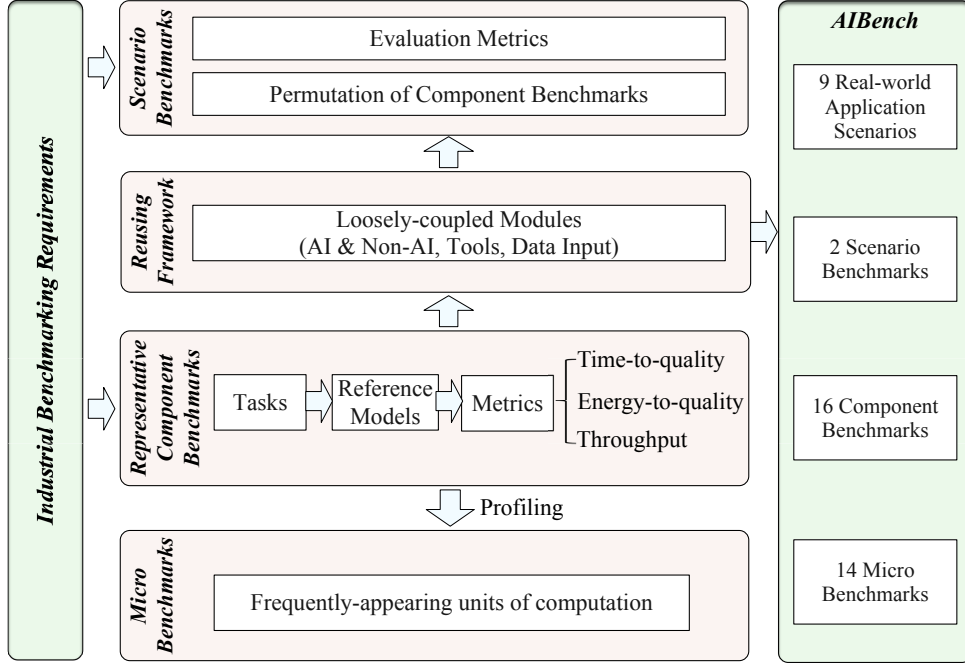 Industrial Benchmarking Requirements
Scenario
Benchmarks
Evaluation Metrics
Permutation of Component Benchmarks
Reusing
Framework
Loosely-coupled Modules
(AI & Non-AI, Tools, Data Input)
Representative
Component
Benchmarks
Tasks
Reference
Models
Metrics
Time-to-quality
Energy-to-quality
Throughput
Profiling
Micro
Benchmarks
Frequently-appearing units of computation
AIBench
9 Real-world
Application
Scenarios
2 Scenario
Benchmarks
16 Component
Benchmarks
14 Micro
Benchmarks